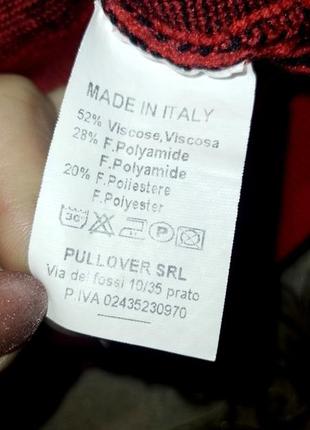 MADE IN ITALY
52% Viscose,Viscosa
28% F.Polyamide
F.Polyamide
20% F.Poliestere
F.Polyester
30 P
PULLOVER SRL
Via dei fossi 10/35 prato
P.IVA 02435230970